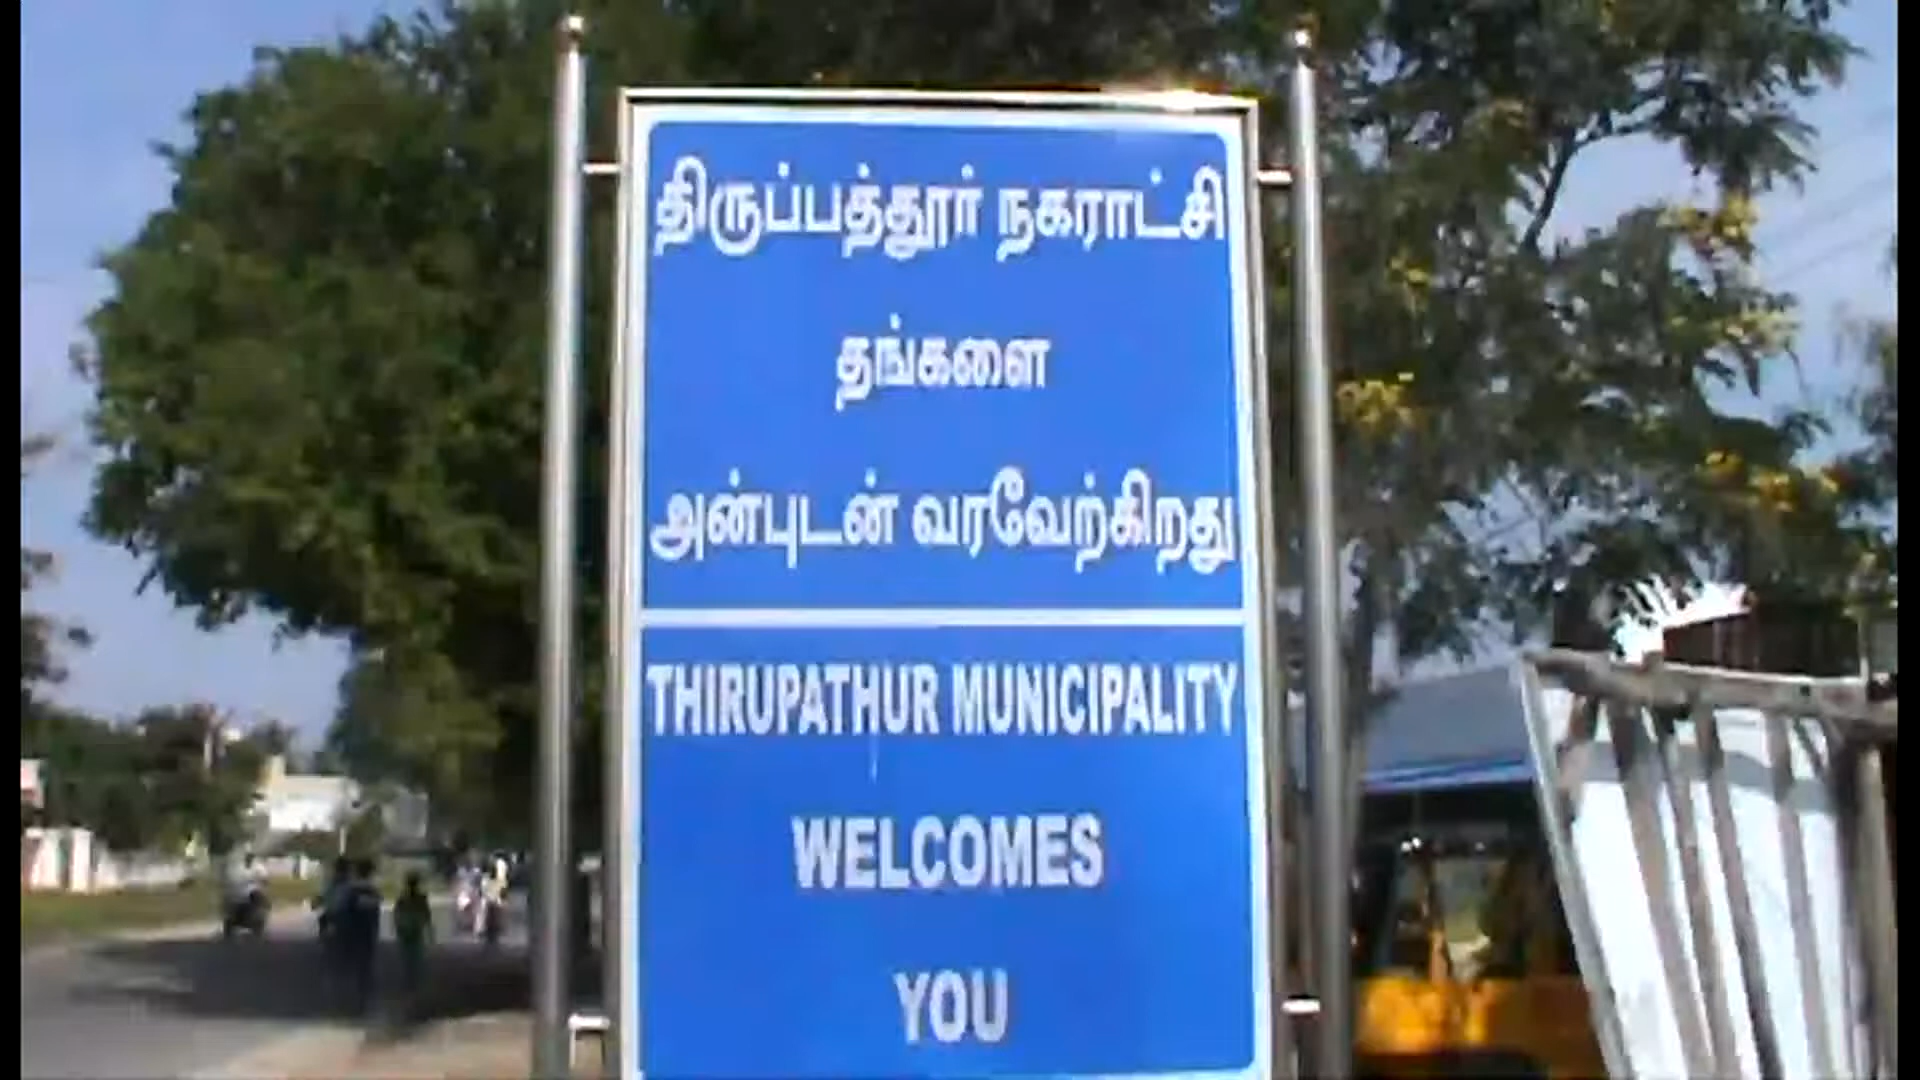 திருப்பத்தூர் நகராட்சி
தங்களை
அன்புடன் வரவேற்கிறது
THIRUPATHUR MUNICIPALITY
WELCOMES
YOU